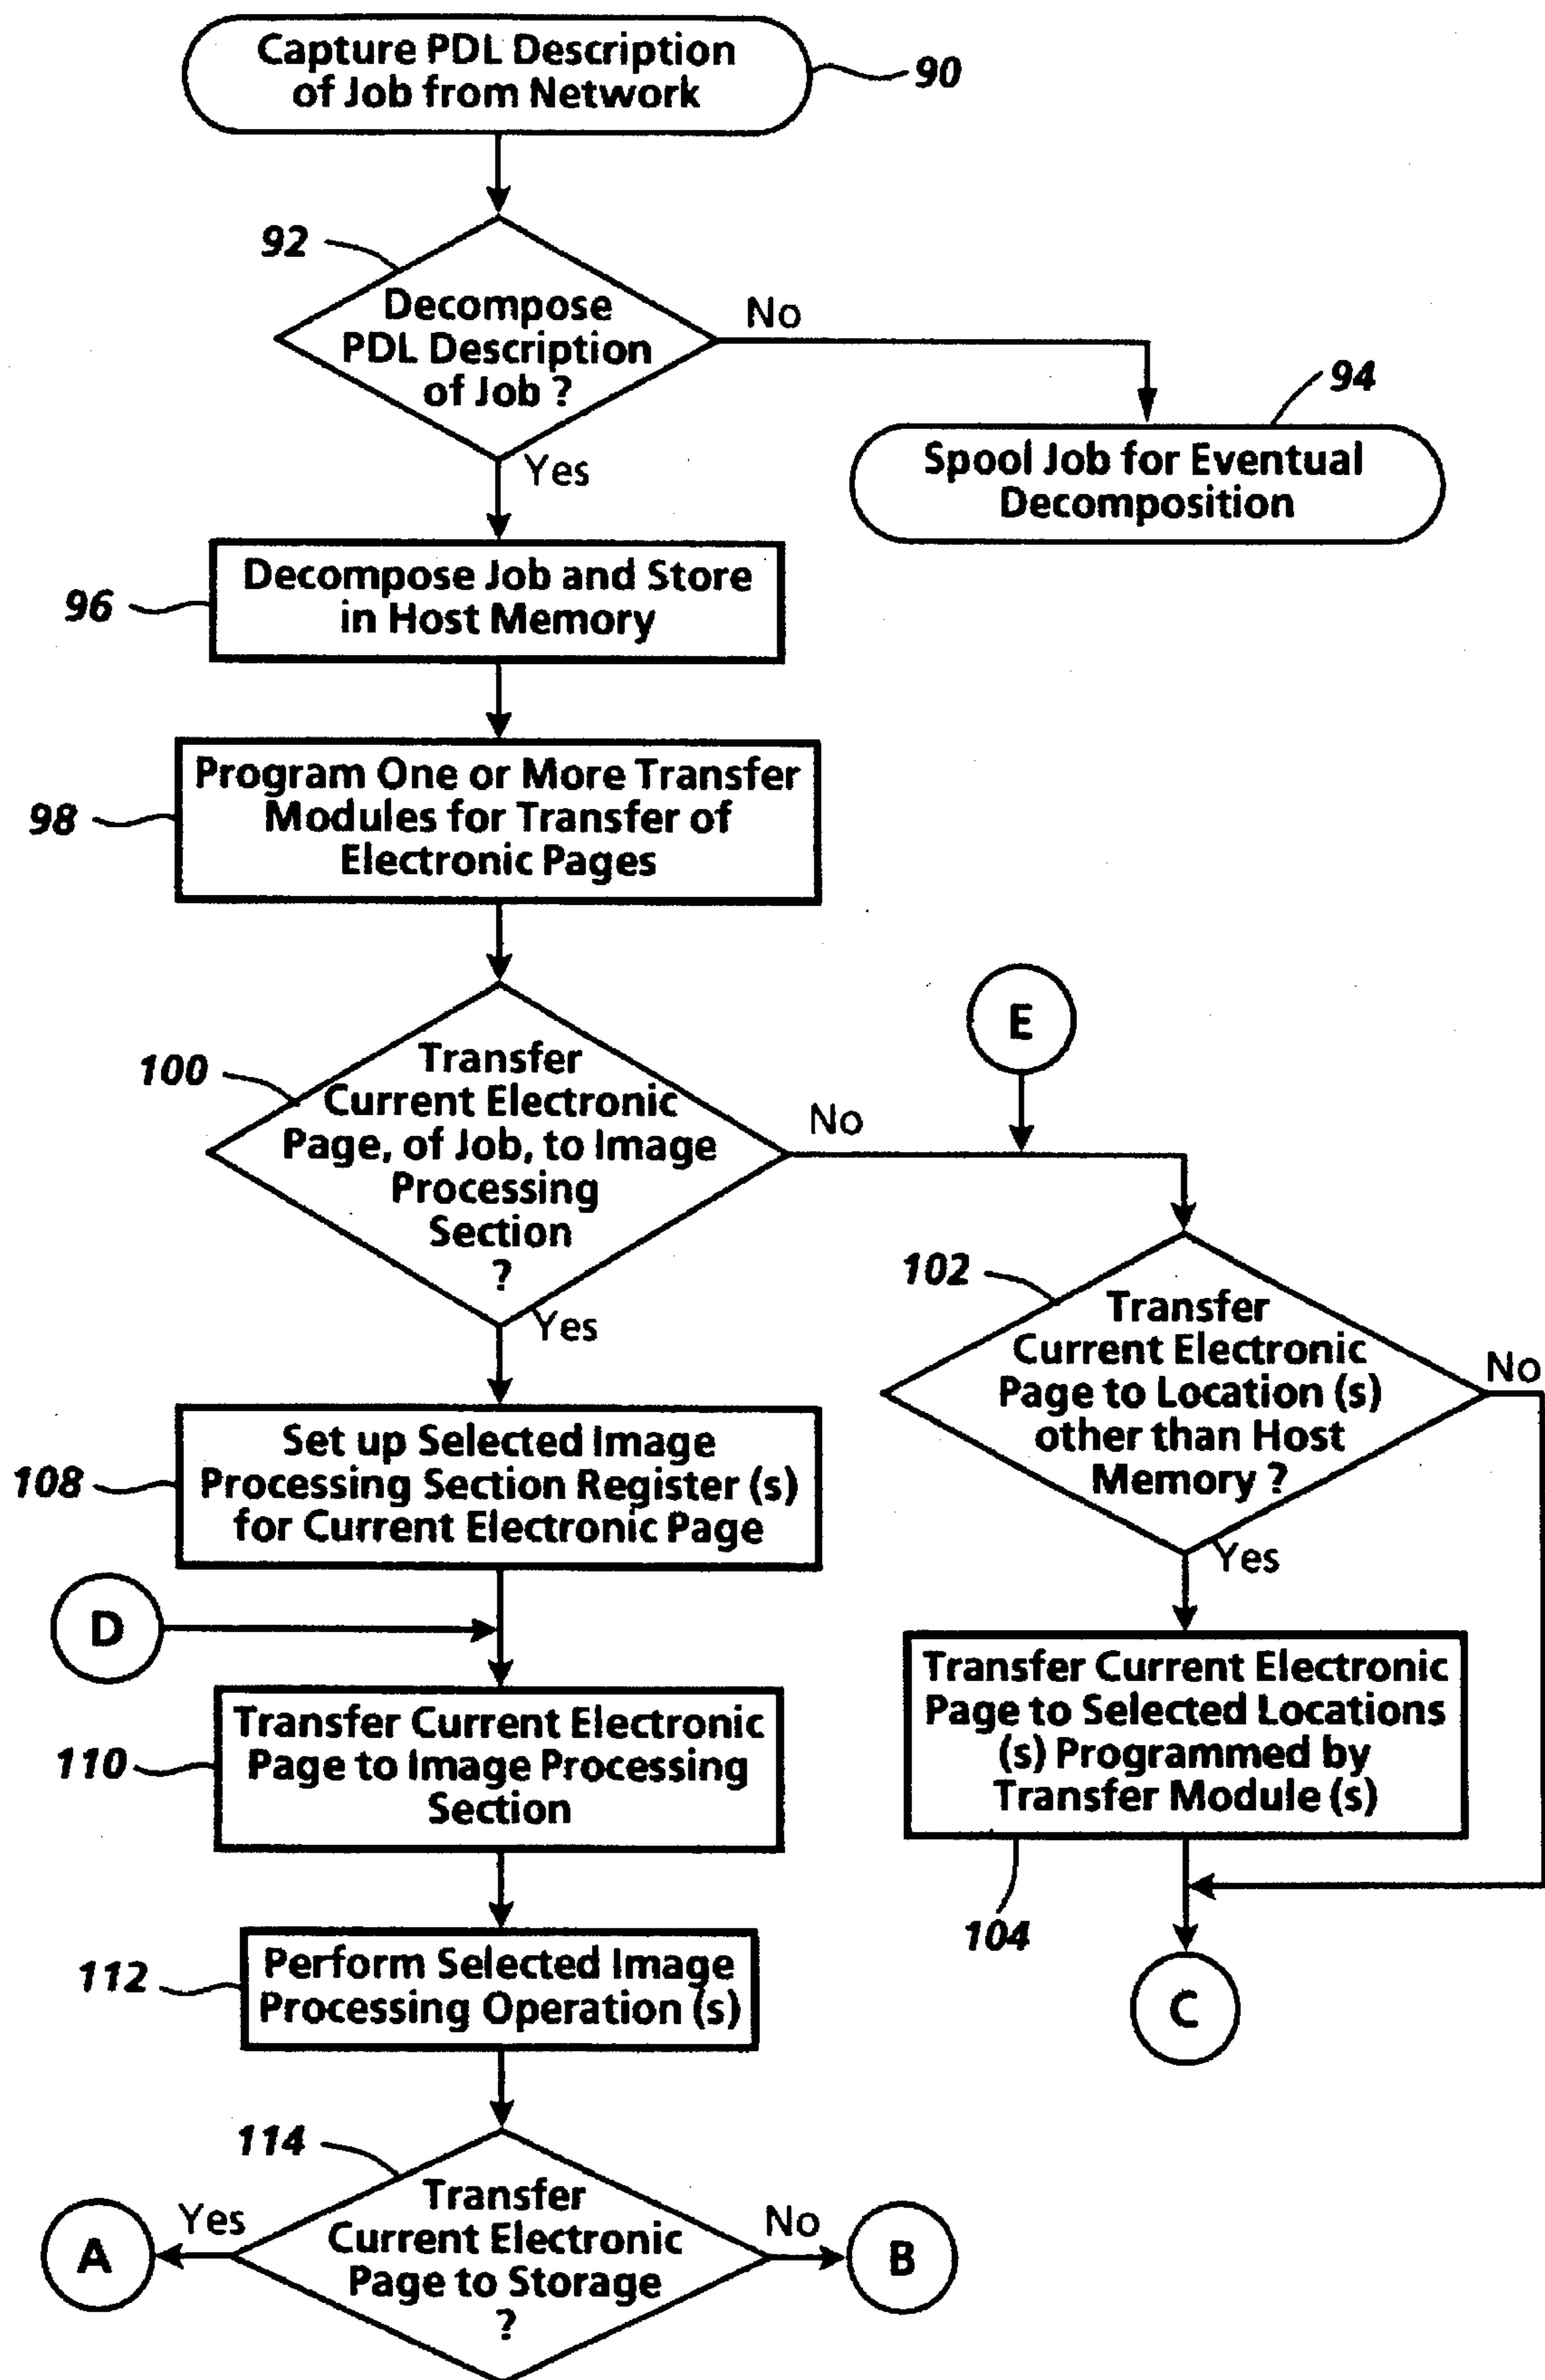 Capture PDL Description
of Job from Network
90
92
Decompose
PDL Description
of Job ?
No
Yes
94
Spool Job for Eventual
Decomposition
96
Decompose Job and Store
in Host Memory
98
Program One or More Transfer
Modules for Transfer of
Electronic Pages
E
100
Transfer
Current Electronic
Page, of Job, to Image
Processing
Section
?
No
Yes
102
Transfer
Current Electronic
Page to Location (s)
other than Host
Memory ?
No
Yes
108
Set up Selected Image
Processing Section Register (s)
for Current Electronic Page
D
Transfer Current Electronic
Page to Selected Locations
(s) Programmed by
Transfer Module (s)
104
C
110
Transfer Current Electronic
Page to Image Processing
Section
112
Perform Selected Image
Processing Operation (s)
114
Transfer
Current Electronic
Page to Storage
?
Yes
A
No
B